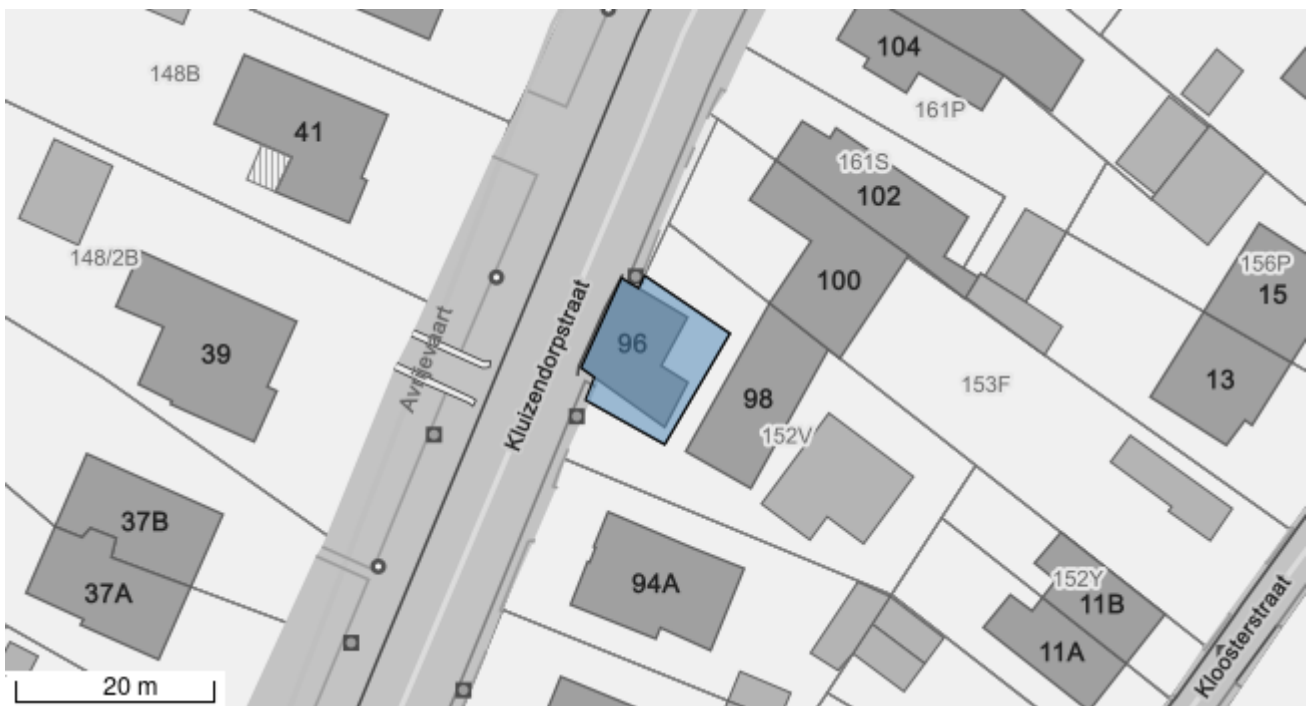 104
148B
161P
41
161S
102
148/2B
156P
15
100
96
39
13
Avrijevaart
Kluizendorpstraat
153F
98
152V
37B
94A
152Y
11B
37A
11A
Kloosterstraat
20 m